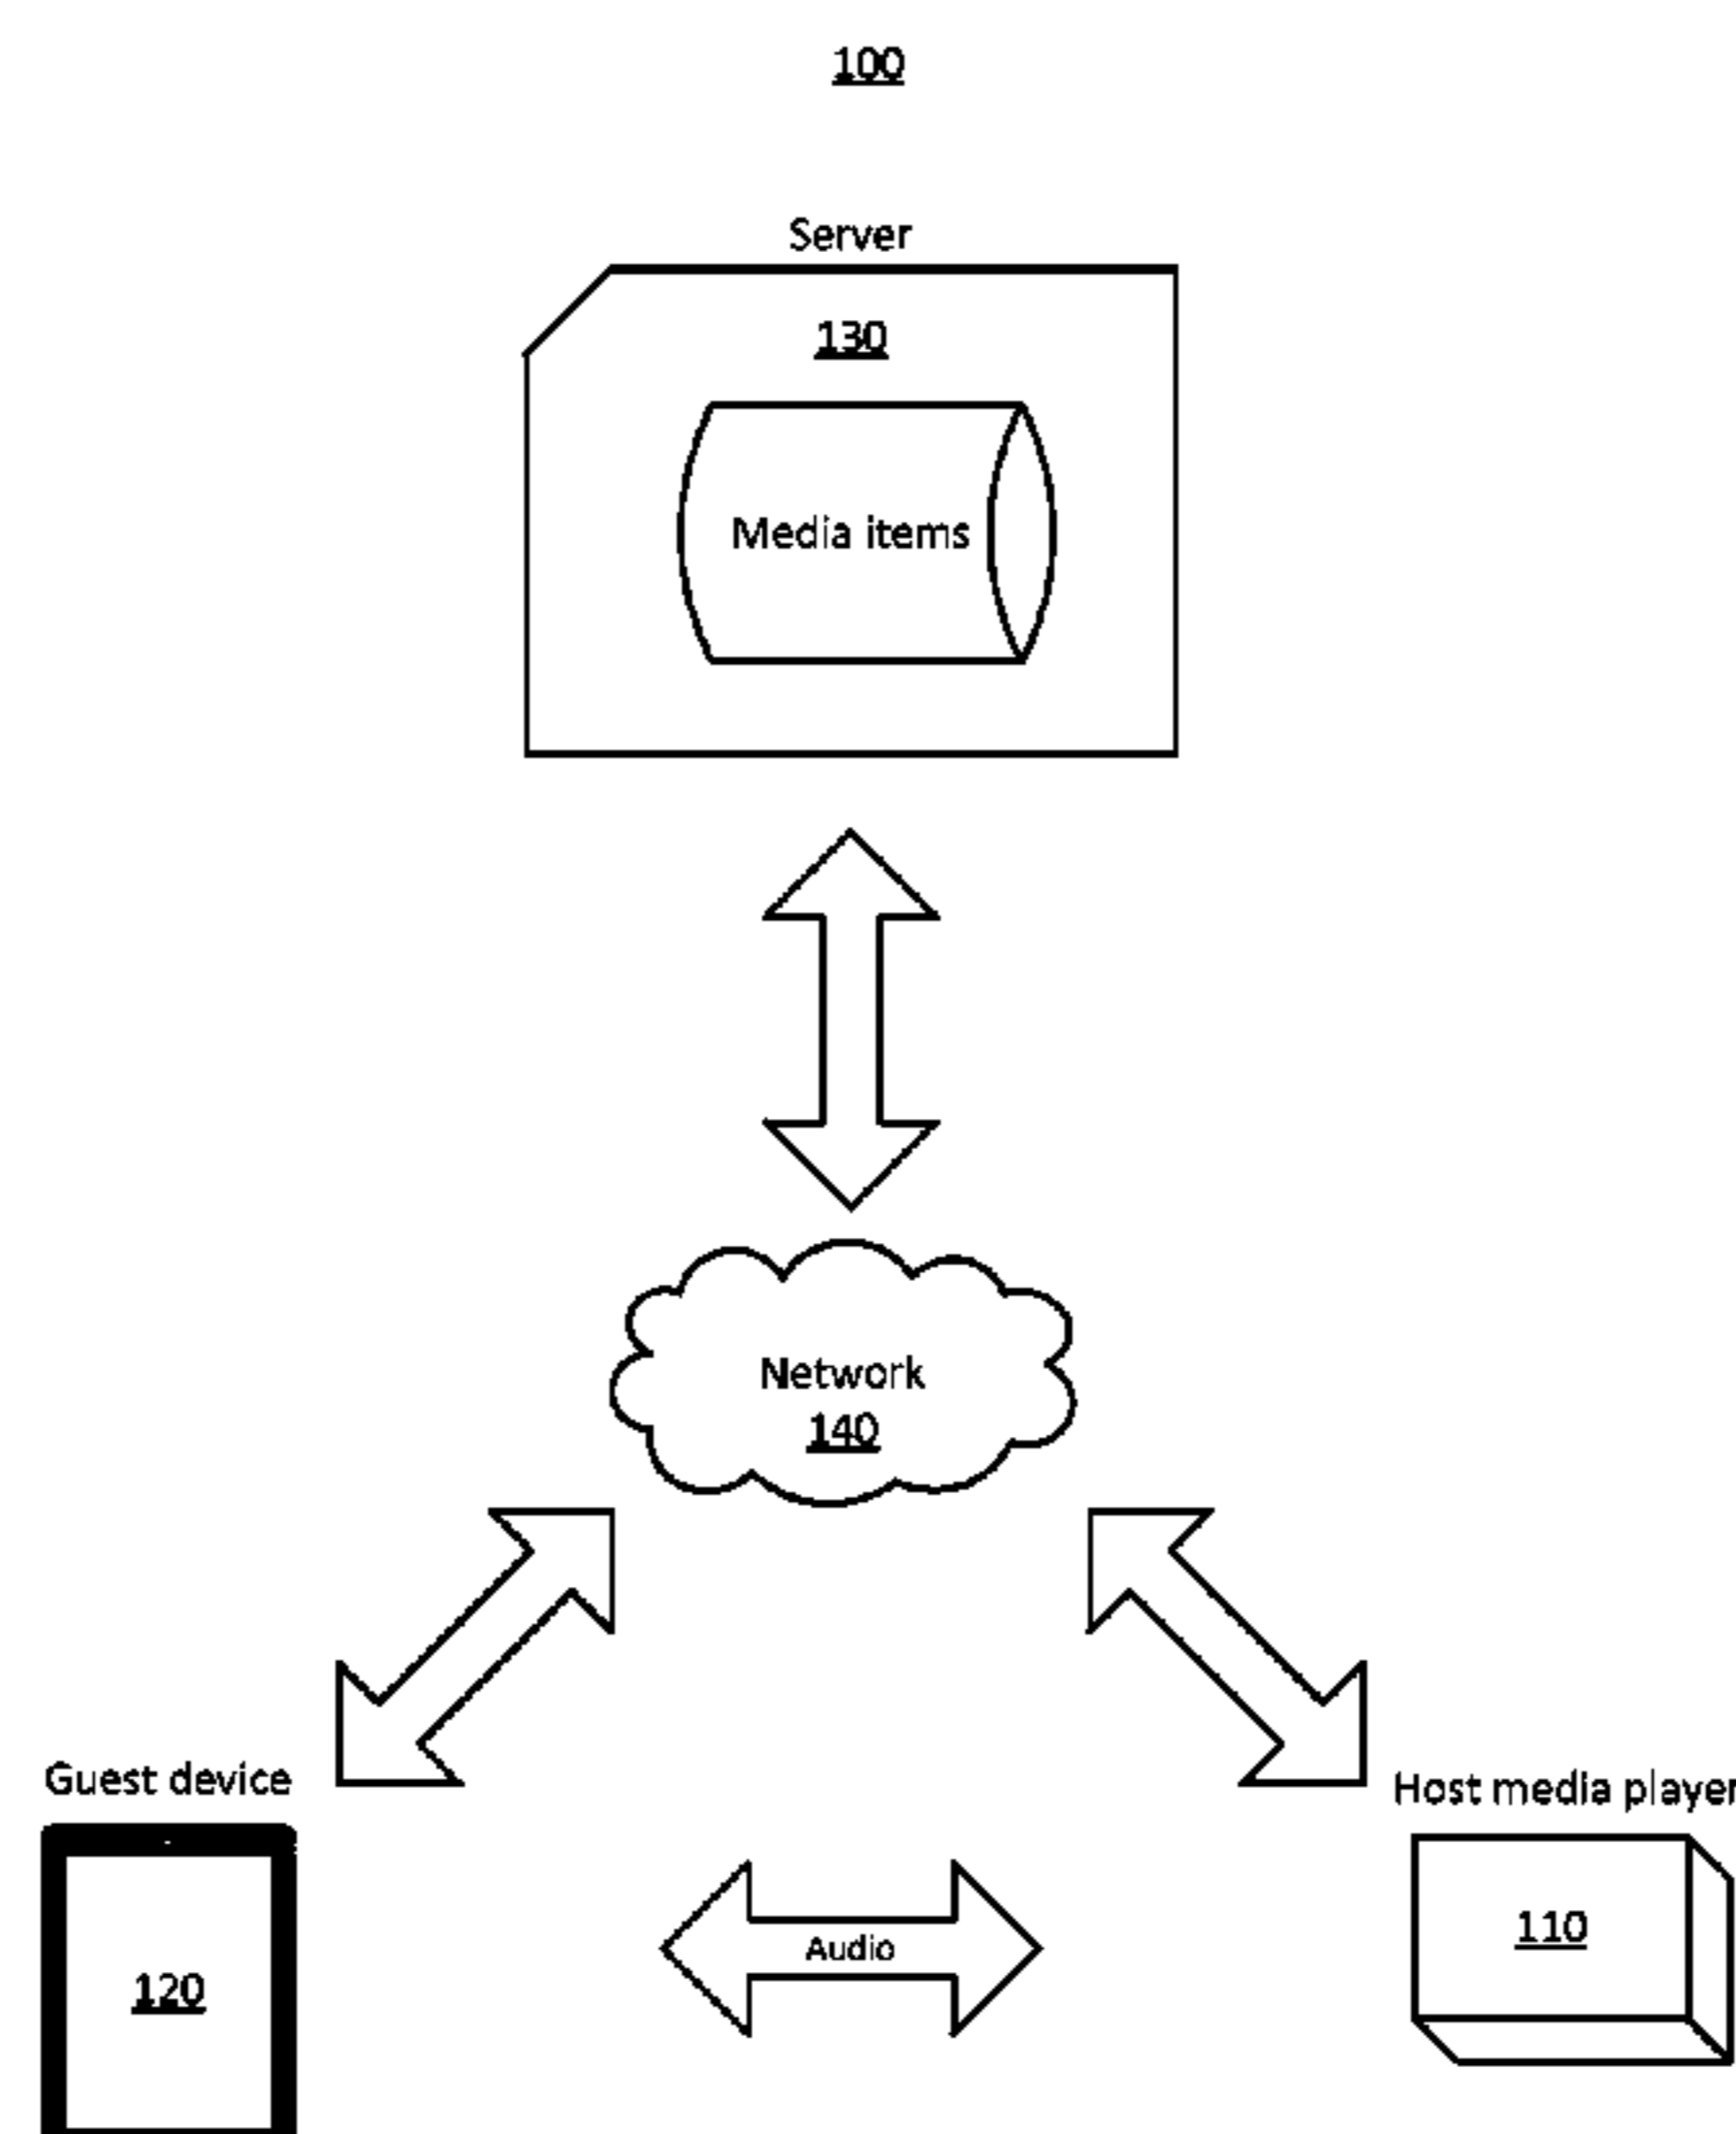 100
Server
130
Media items
Network
140
Guest device
Host media player
110
Audio
120